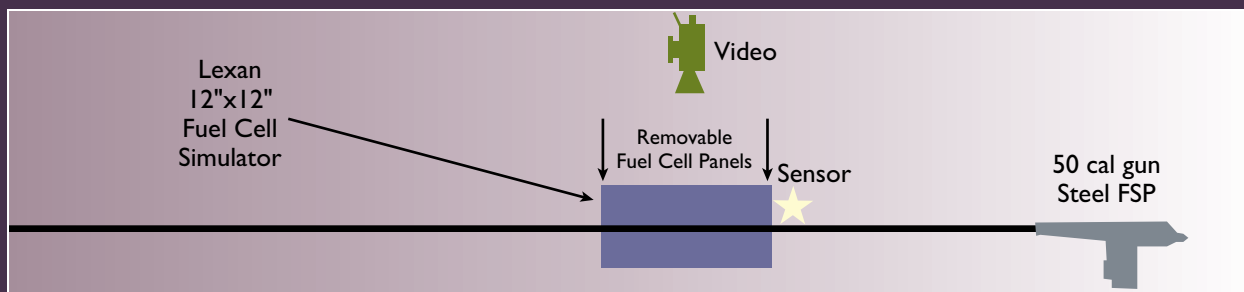 Video
Lexan
12"x12"
Fuel Cell
Simulator
Removable
Fuel Cell Panels
Sensor
50 cal gun
Steel FSP